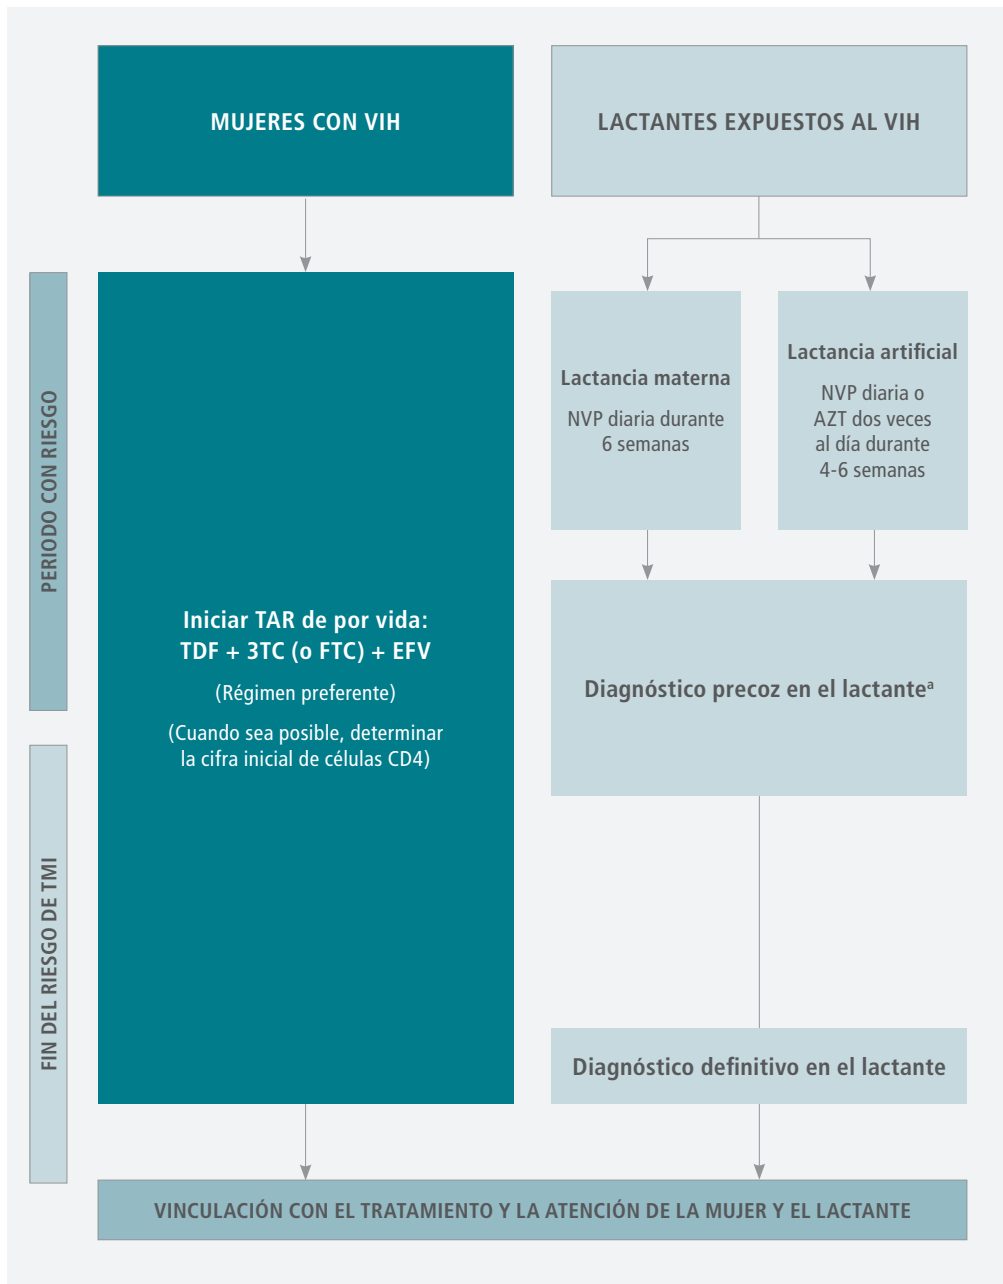 MUJERES CON VIH
LACTANTES EXPUESTOS AL VIH
PERIODO CON RIESGO
FIN DEL RIESGO DE TMI
Iniciar TAR de por vida:
TDF + 3TC (o FTC) + EFV
(Régimen preferente)
(Cuando sea posible, determinar
la cifra inicial de células CD4)
Lactancia materna
NVP diaria durante
6 semanas
Lactancia artificial
NVP diaria o
AZT dos veces
al día durante
4-6 semanas
Diagnóstico precoz en el lactanteᵃ
Diagnóstico definitivo en el lactante
VINCULACIÓN CON EL TRATAMIENTO Y LA ATENCIÓN DE LA MUJER Y EL LACTANTE